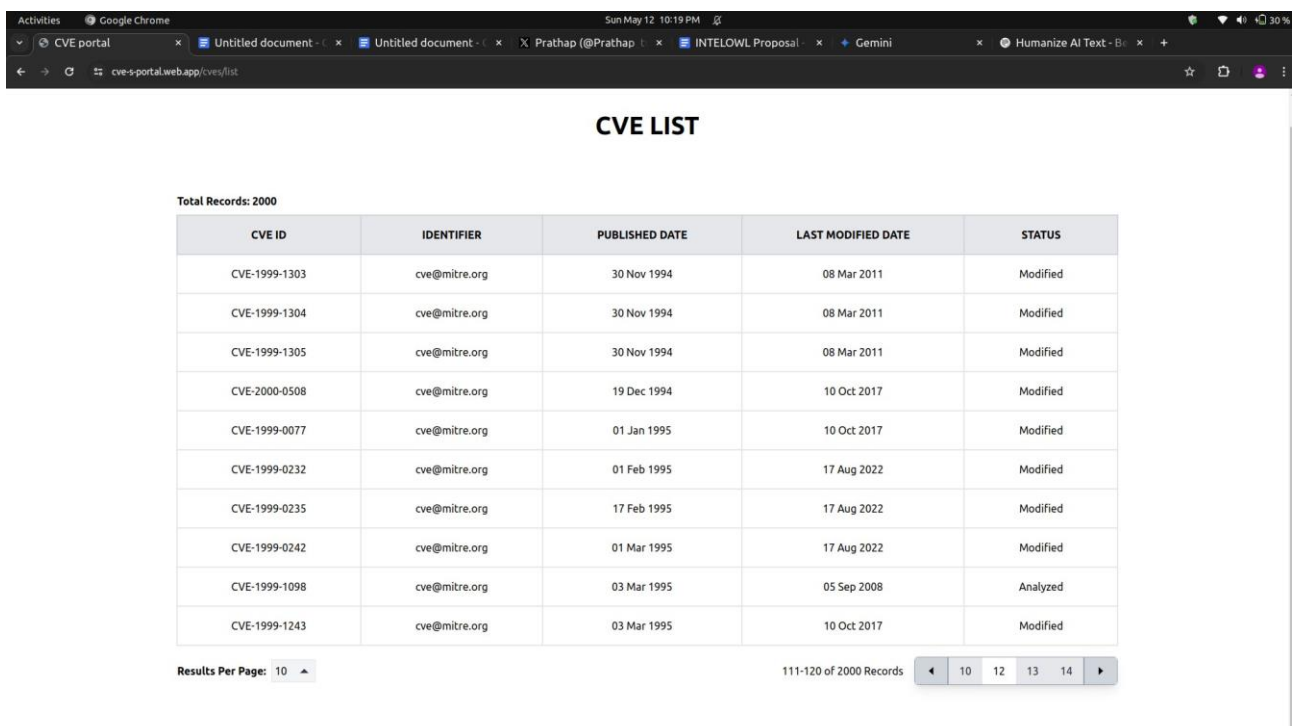 Activities Google Chrome Sun May 12 10:19 PM 30 %
CVE portal Untitled document - Untitled document - Prathap (@Prathap INTELOWL Proposal - Gemini Humanize AI Text - Be
cve-s-portal.web.app/cves/list
CVE LIST
Total Records: 2000
CVE ID IDENTIFIER PUBLISHED DATE LAST MODIFIED DATE STATUS
CVE-1999-1303 cve@mitre.org 30 Nov 1994 08 Mar 2011 Modified
CVE-1999-1304 cve@mitre.org 30 Nov 1994 08 Mar 2011 Modified
CVE-1999-1305 cve@mitre.org 30 Nov 1994 08 Mar 2011 Modified
CVE-2000-0508 cve@mitre.org 19 Dec 1994 10 Oct 2017 Modified
CVE-1999-0077 cve@mitre.org 01 Jan 1995 10 Oct 2017 Modified
CVE-1999-0232 cve@mitre.org 01 Feb 1995 17 Aug 2022 Modified
CVE-1999-0235 cve@mitre.org 17 Feb 1995 17 Aug 2022 Modified
CVE-1999-0242 cve@mitre.org 01 Mar 1995 17 Aug 2022 Modified
CVE-1999-1098 cve@mitre.org 03 Mar 1995 05 Sep 2008 Analyzed
CVE-1999-1243 cve@mitre.org 03 Mar 1995 10 Oct 2017 Modified
Results Per Page: 10 111-120 of 2000 Records 10 12 13 14